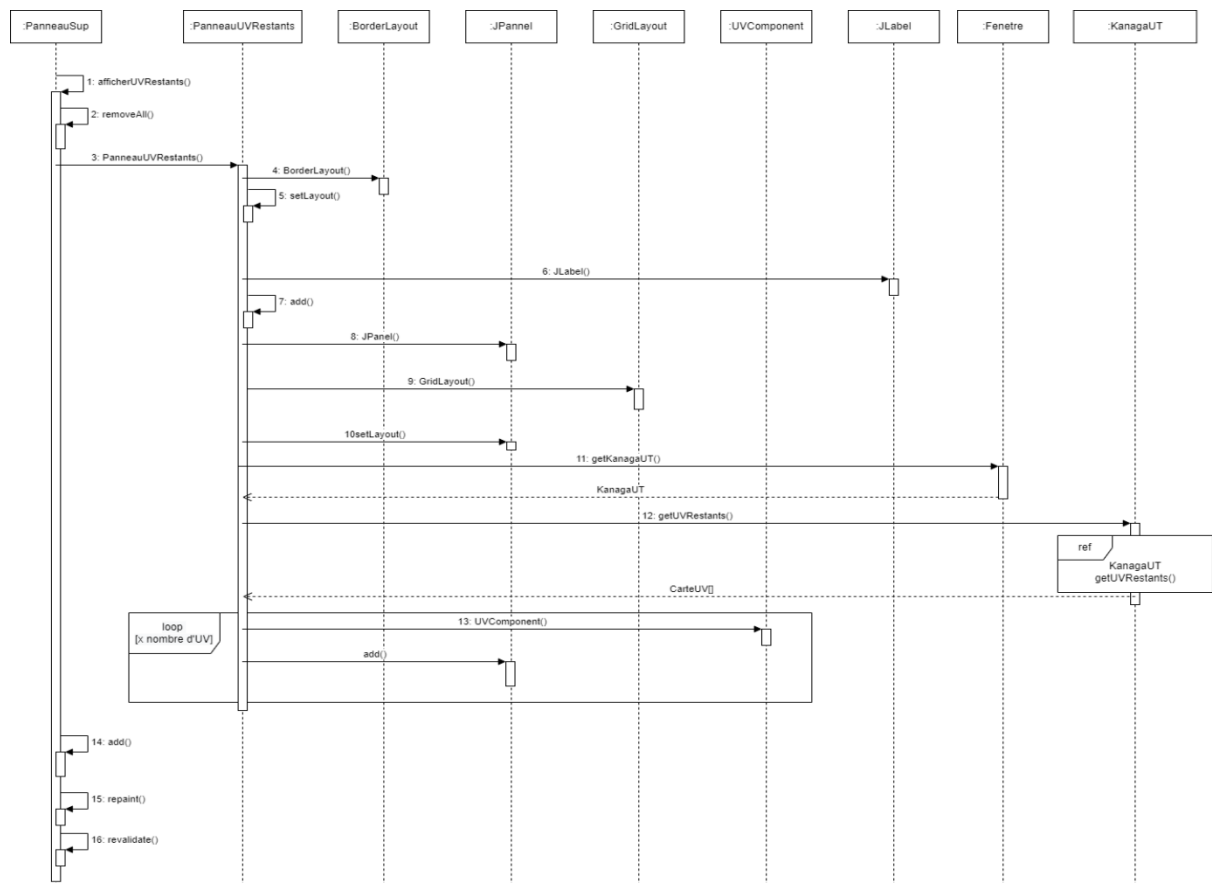 :PanneauSup
:PanneauUVRestants
:BorderLayout
:JPannel
:GridLayout
:UVComponent
:JLabel
:Fenetre
:KanagaUT
1: afficherUVRestants()
2: removeAll()
3: PanneauUVRestants()
4: BorderLayout()
5: setLayout()
6: JLabel()
7: add()
8: JPanel()
9: GridLayout()
10setLayout()
11: getKanagaUT()
KanagaUT
12: getUVRestants()
ref
KanagaUT
getUVRestants()
CarteUV[]
loop
[x nombre d'UV]
13: UVComponent()
add()
14: add()
15: repaint()
16: revalidate()